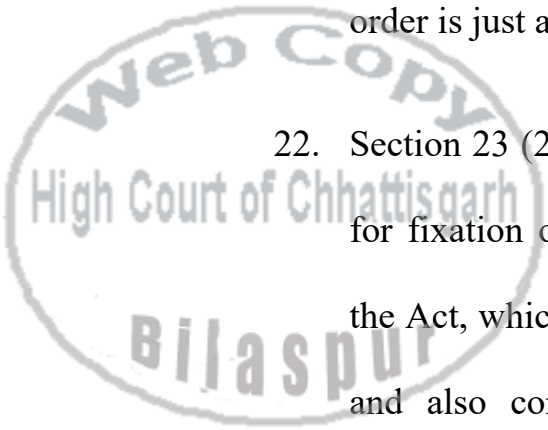 order is just a
Web Copy
22. Section 23 (2
High Court of Chhattisgarh
for fixation o
the Act, whic
Bilaspur
and also con